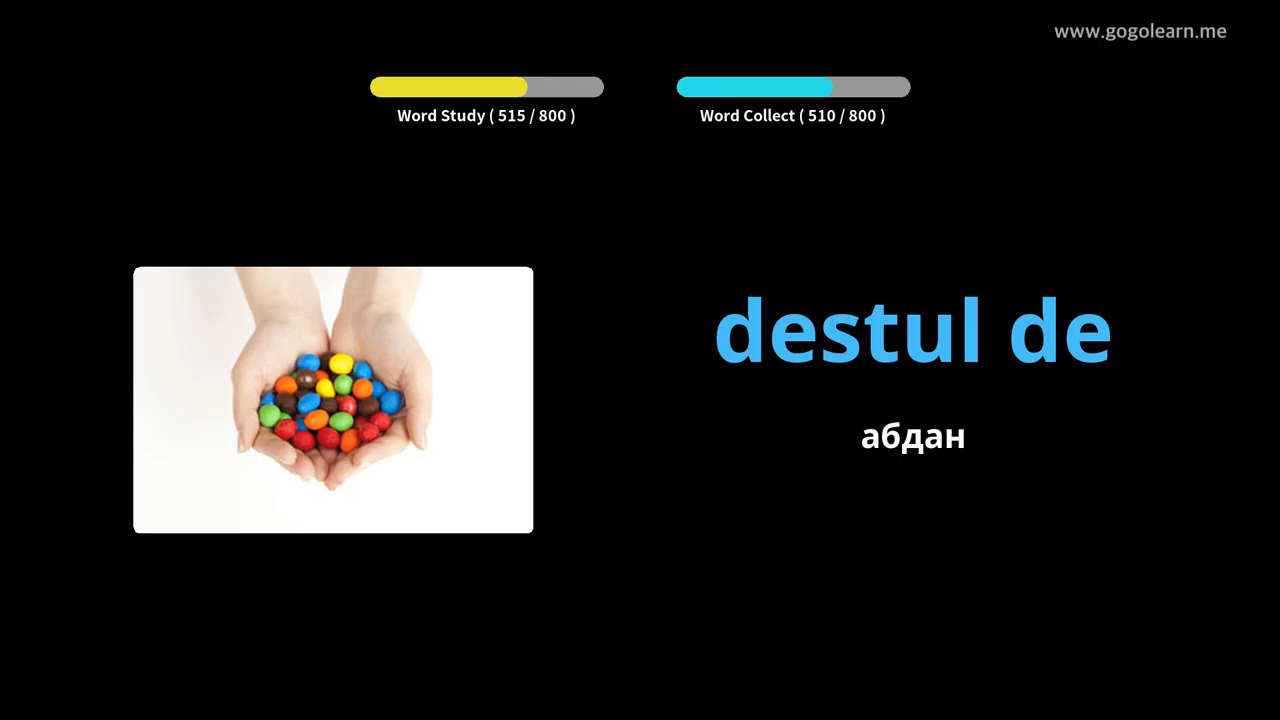 www.gogolearn.me
Word Study ( 515 / 800 )
Word Collect ( 510 / 800 )
destul de
абдан